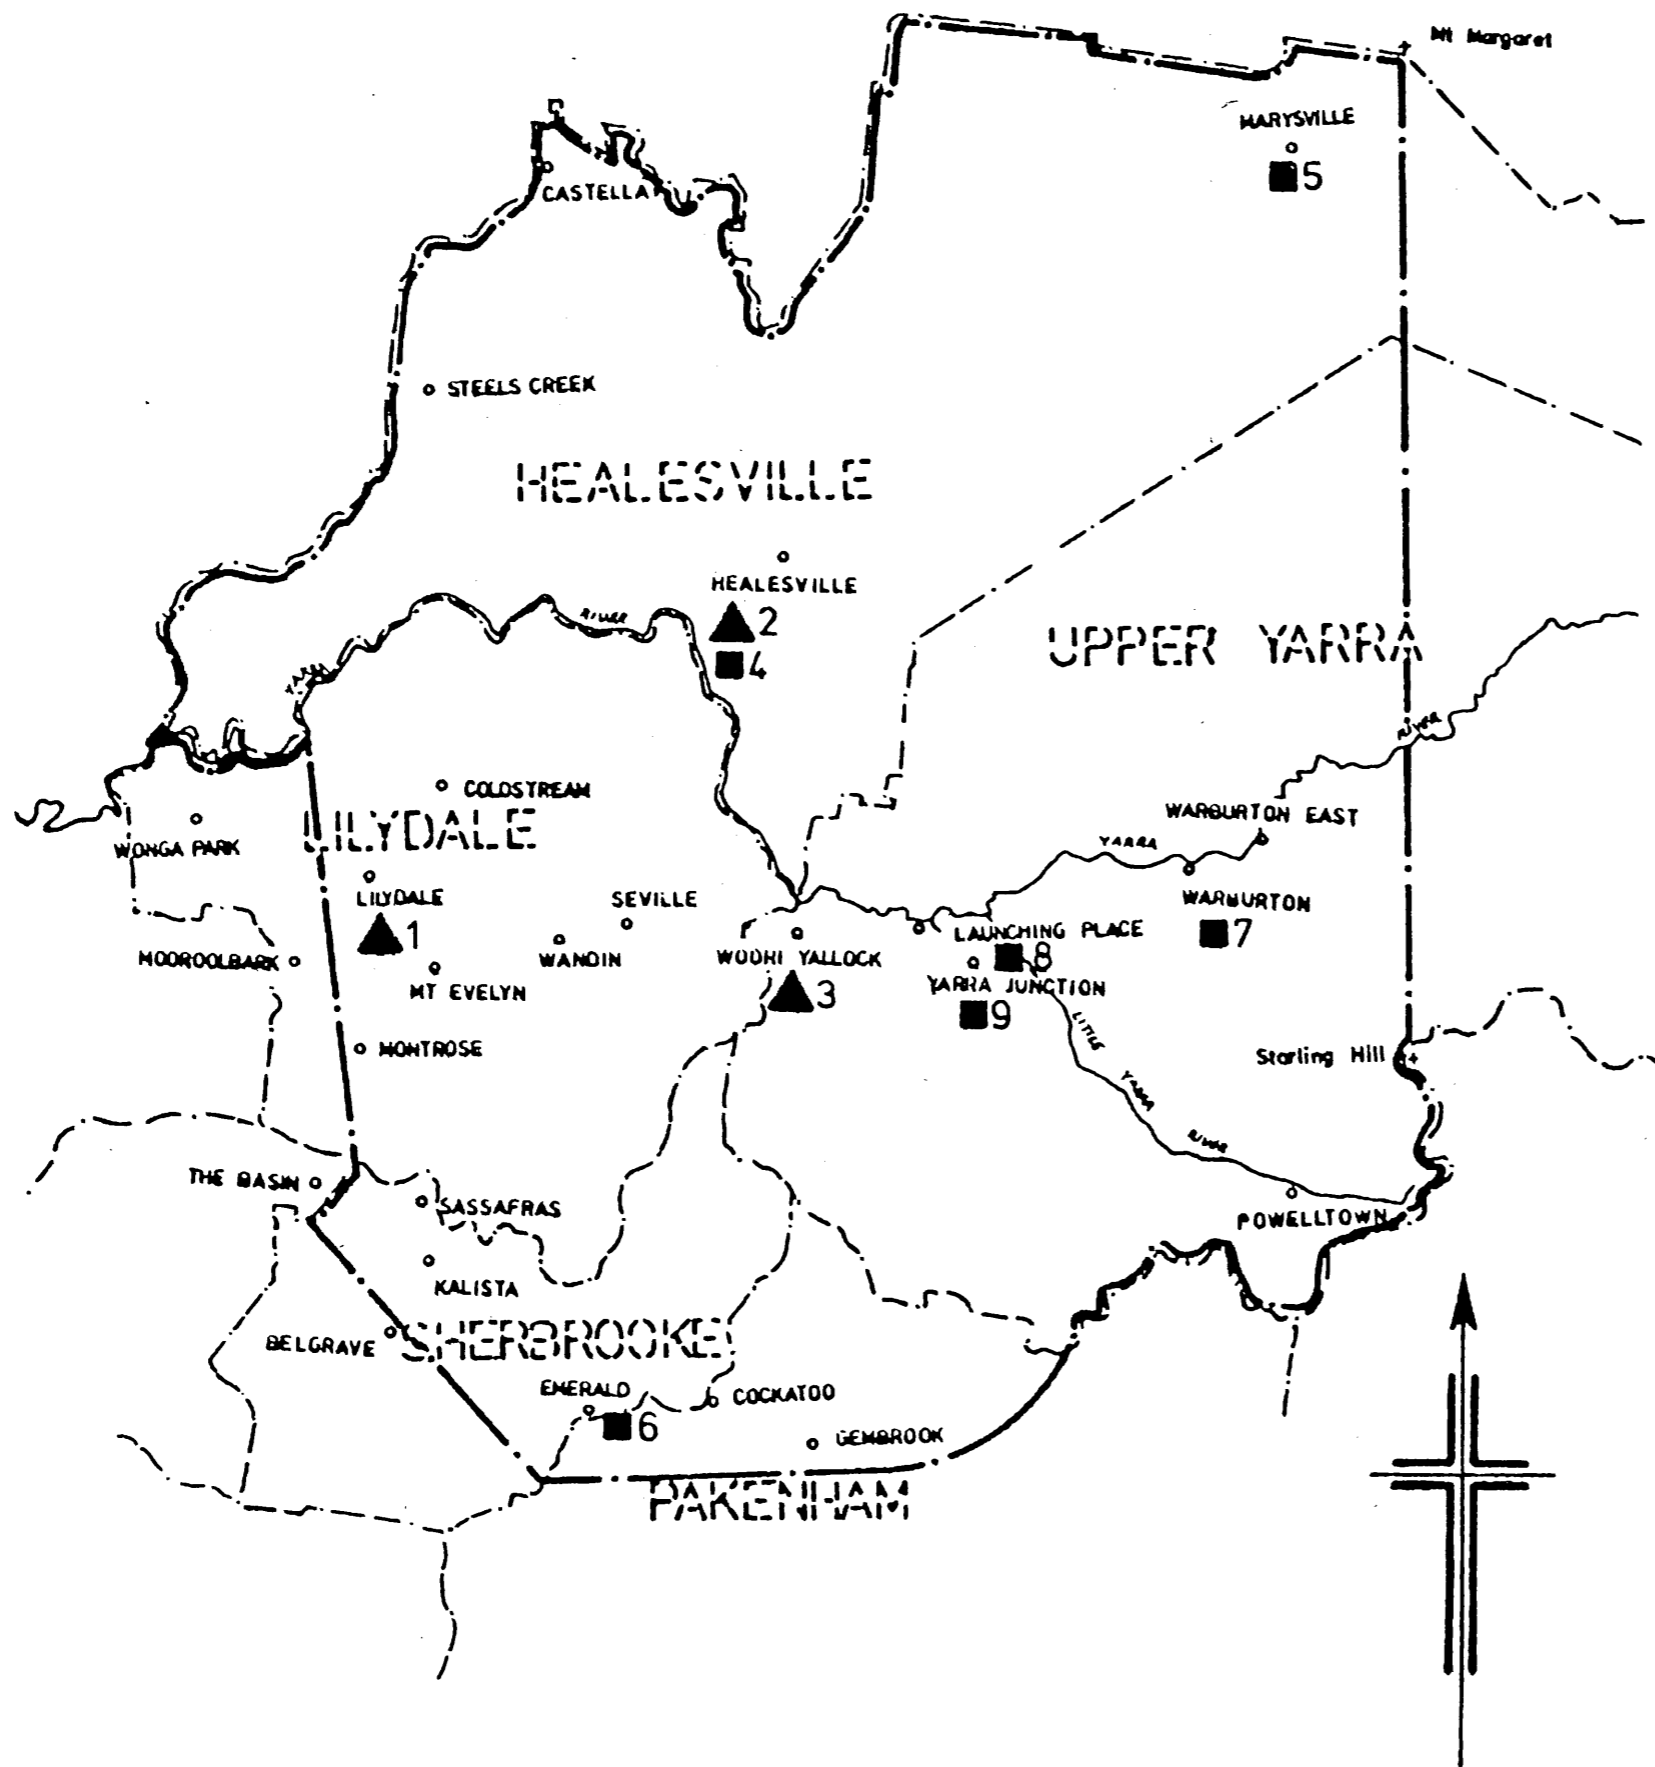 Mt Margaret
MARYSVILLE
5
CASTELLA
STEELS CREEK
HEALESVILLE
HEALESVILLE
2
4
RIVER
UPPER YARRA
YARRA
RIVER
COLDSTREAM
LILYDALE
WONGA PARK
WARBURTON EAST
YARRA
LILYDALE
1
SEVILLE
WARBURTON
7
MOOROOLBARK
WANDIN
WOORI YALLOCK
3
LAUNCHING PLACE
8
MT EVELYN
YARRA JUNCTION
9
MONTROSE
LITTLE
YARRA
RIVER
Starling Hill
THE BASIN
SASSAFRAS
POWELLTOWN
KALISTA
BELGRAVE
SHERBROOKE
EMERALD
6
COCKATOO
GEMBROOK
PAKENHAM